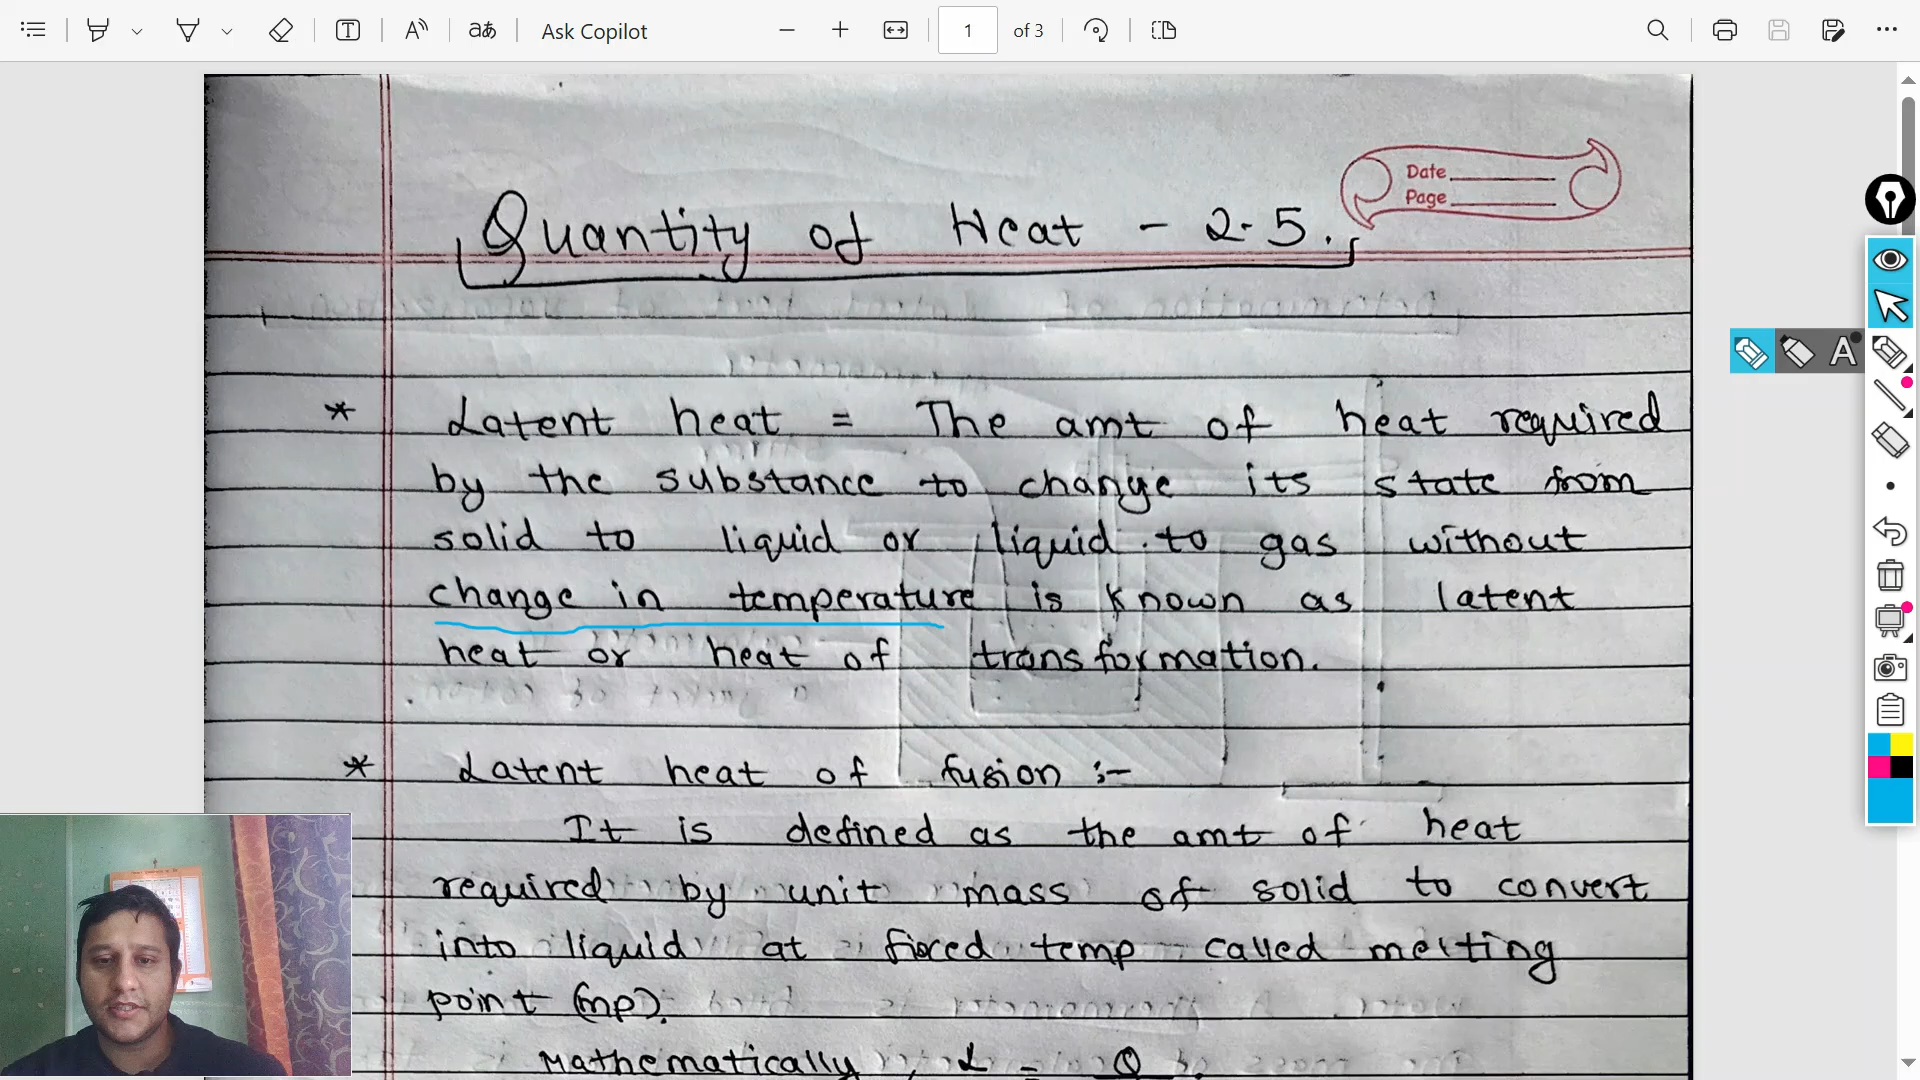 Ask Copilot
1 of 3
Date
Page
Quantity of Heat - 2.5.
* Latent heat = The amt of heat required
by the substance to change its state from
solid to liquid or liquid to gas without
change in temperature is known as latent
heat or heat of transformation.
* Latent heat of fusion :-
It is defined as the amt of heat
required by unit mass of solid to convert
into liquid at fixed temp called melting
point (mp).
Mathematically, L = Q